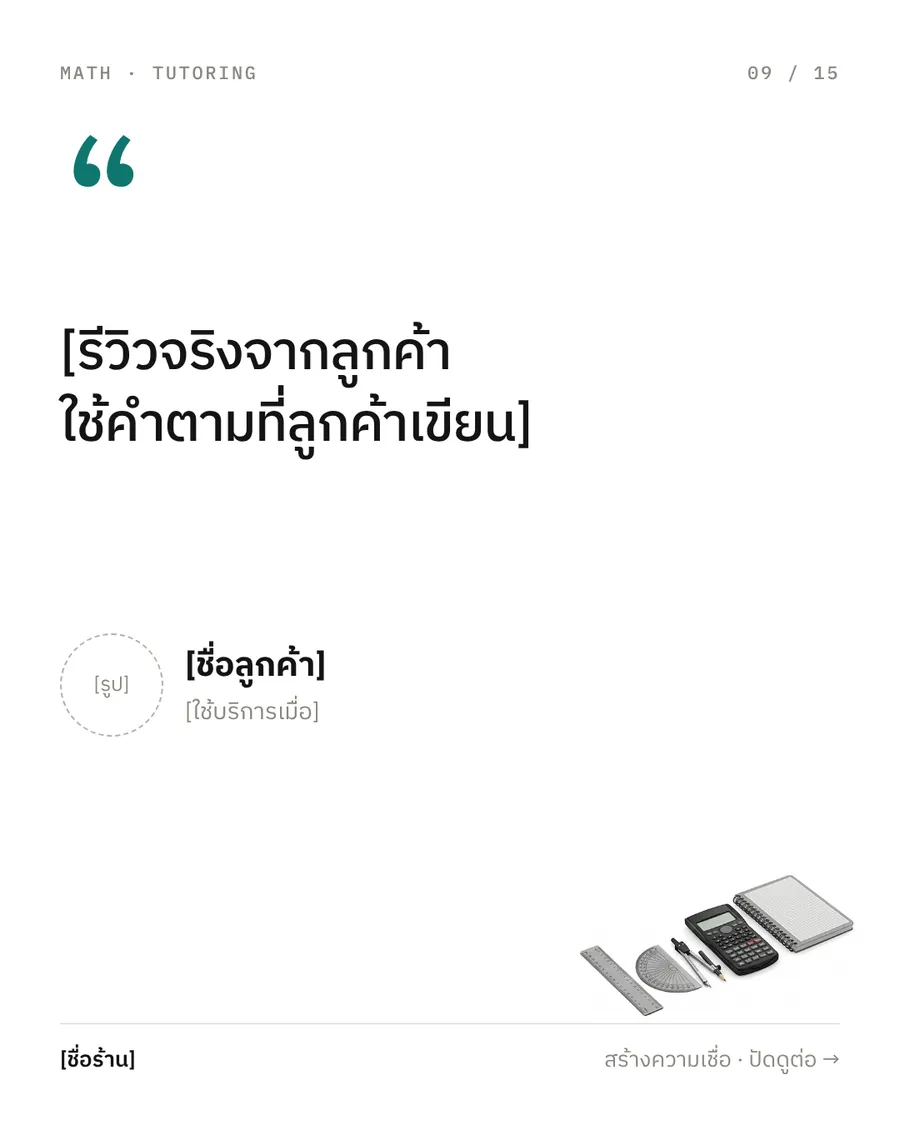 MATH · TUTORING
09 / 15
“
[รีวิวจริงจากลูกค้า
ใช้คำตามที่ลูกค้าเขียน]
[รูป]
[ชื่อลูกค้า]
[ใช้บริการเมื่อ]
[ชื่อร้าน]
สร้างความเชื่อ · ปัดดูต่อ →